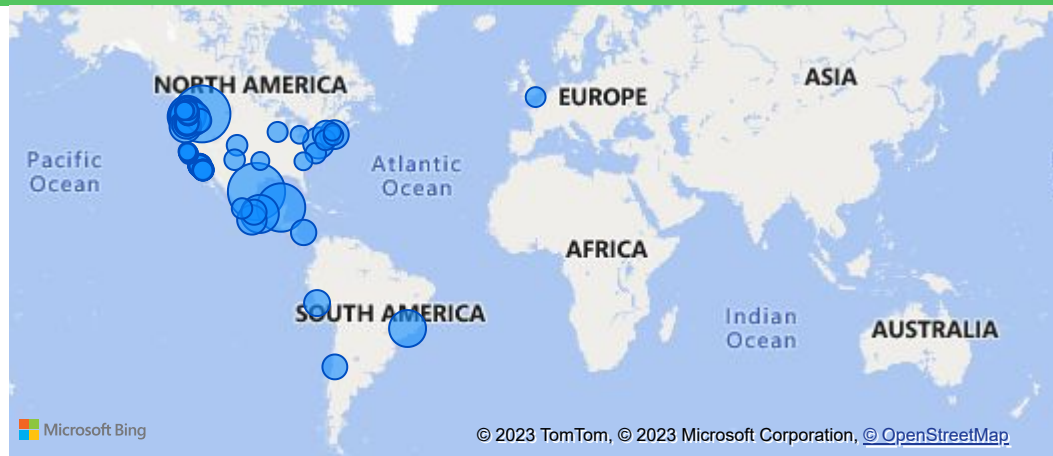 NORTH AMERICA
ASIA
EUROPE
Pacific
Ocean
Atlantic
Ocean
AFRICA
SOUTH AMERICA
Indian
Ocean
AUSTRALIA
Microsoft Bing
© 2023 TomTom, © 2023 Microsoft Corporation, © OpenStreetMap